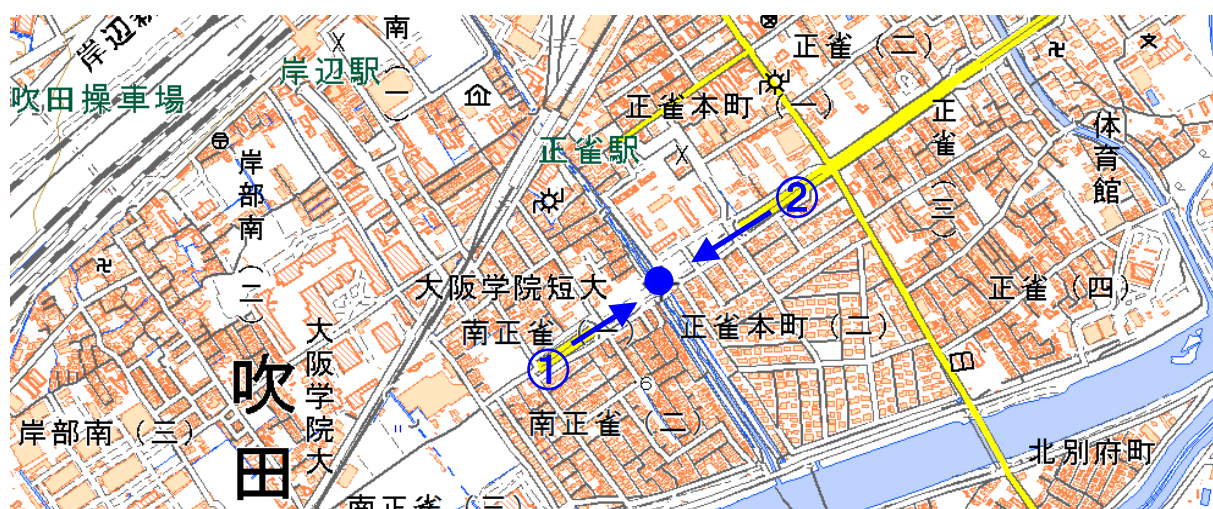 岸辺駅
吹田操車場
南
(一)
正雀(二)
正雀本町(一)
正雀駅
正雀(三)
体育館
岸部南(二)
②
大阪学院短大
南正雀(一)
正雀本町(二)
正雀(四)
①
・6
大阪学院大
吹田
南正雀(二)
岸部南(三)
北別府町